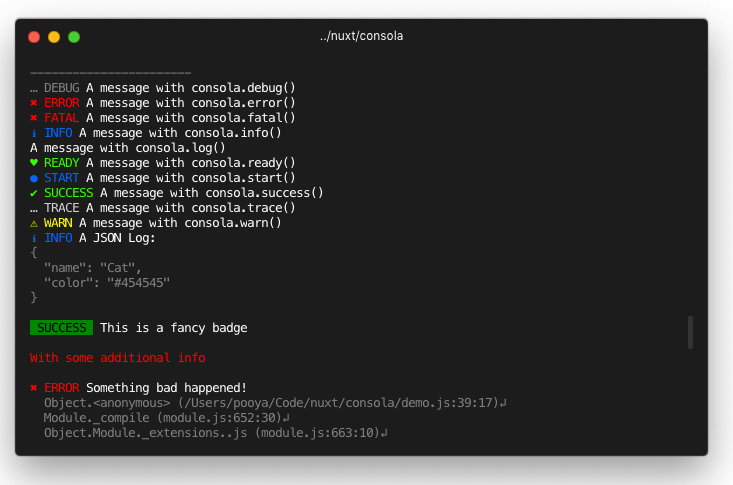 ../nuxt/consola
-----------------------
… DEBUG A message with consola.debug()
✖ ERROR A message with consola.error()
✖ FATAL A message with consola.fatal()
ℹ INFO A message with consola.info()
A message with consola.log()
♥ READY A message with consola.ready()
● START A message with consola.start()
✔ SUCCESS A message with consola.success()
… TRACE A message with consola.trace()
⚠ WARN A message with consola.warn()
ℹ INFO A JSON Log:
{
  "name": "Cat",
  "color": "#454545"
}
SUCCESS This is a fancy badge
With some additional info
✖ ERROR Something bad happened!
  Object.<anonymous> (/Users/pooya/Code/nuxt/consola/demo.js:39:17)↲
  Module._compile (module.js:652:30)↲
  Object.Module._extensions..js (module.js:663:10)↲